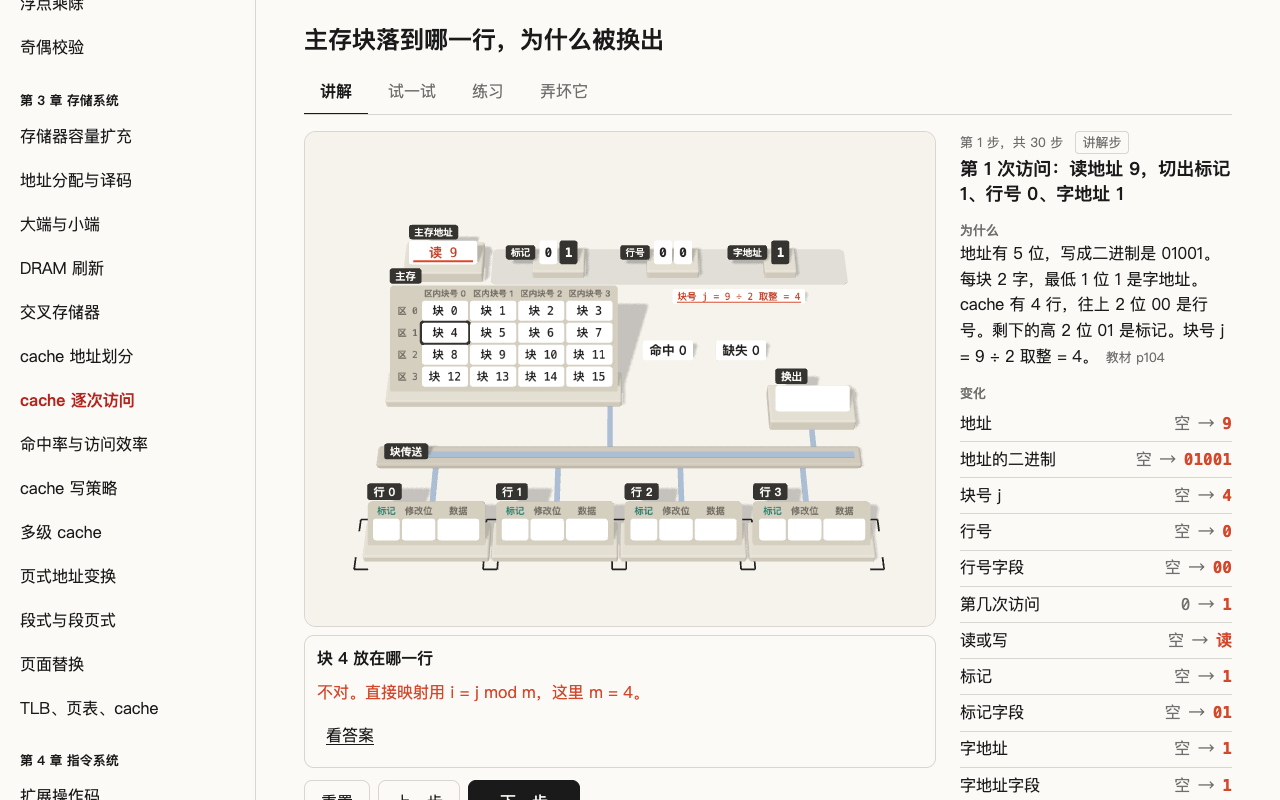 浮点乘除
奇偶校验
第 3 章 存储系统
存储器容量扩充
地址分配与译码
大端与小端
DRAM 刷新
交叉存储器
cache 地址划分
cache 逐次访问
命中率与访问效率
cache 写策略
多级 cache
页式地址变换
段式与段页式
页面替换
TLB、页表、cache
第 4 章 指令系统
扩展操作码
主存块落到哪一行，为什么被换出
讲解 试一试 练习 弄坏它
主存地址
读 9
标记 0 1
行号 0 0
字地址 1
主存
区内块号 0 区内块号 1 区内块号 2 区内块号 3
区 0 块 0 块 1 块 2 块 3
区 1 块 4 块 5 块 6 块 7
区 2 块 8 块 9 块 10 块 11
区 3 块 12 块 13 块 14 块 15
块号 j = 9 ÷ 2 取整 = 4
命中 0 缺失 0
换出
块传送
行 0 行 1 行 2 行 3
标记 修改位 数据 标记 修改位 数据 标记 修改位 数据 标记 修改位 数据
块 4 放在哪一行
不对。直接映射用 i = j mod m，这里 m = 4。
看答案
重置 上一步 下一步
第 1 步，共 30 步 讲解步
第 1 次访问：读地址 9，切出标记
1、行号 0、字地址 1
为什么
地址有 5 位，写成二进制是 01001。
每块 2 字，最低 1 位 1 是字地址。
cache 有 4 行，往上 2 位 00 是行
号。剩下的高 2 位 01 是标记。块号 j
= 9 ÷ 2 取整 = 4。 教材 p104
变化
地址 空 → 9
地址的二进制 空 → 01001
块号 j 空 → 4
行号 空 → 0
行号字段 空 → 00
第几次访问 0 → 1
读或写 空 → 读
标记 空 → 1
标记字段 空 → 01
字地址 空 → 1
字地址字段 空 → 1